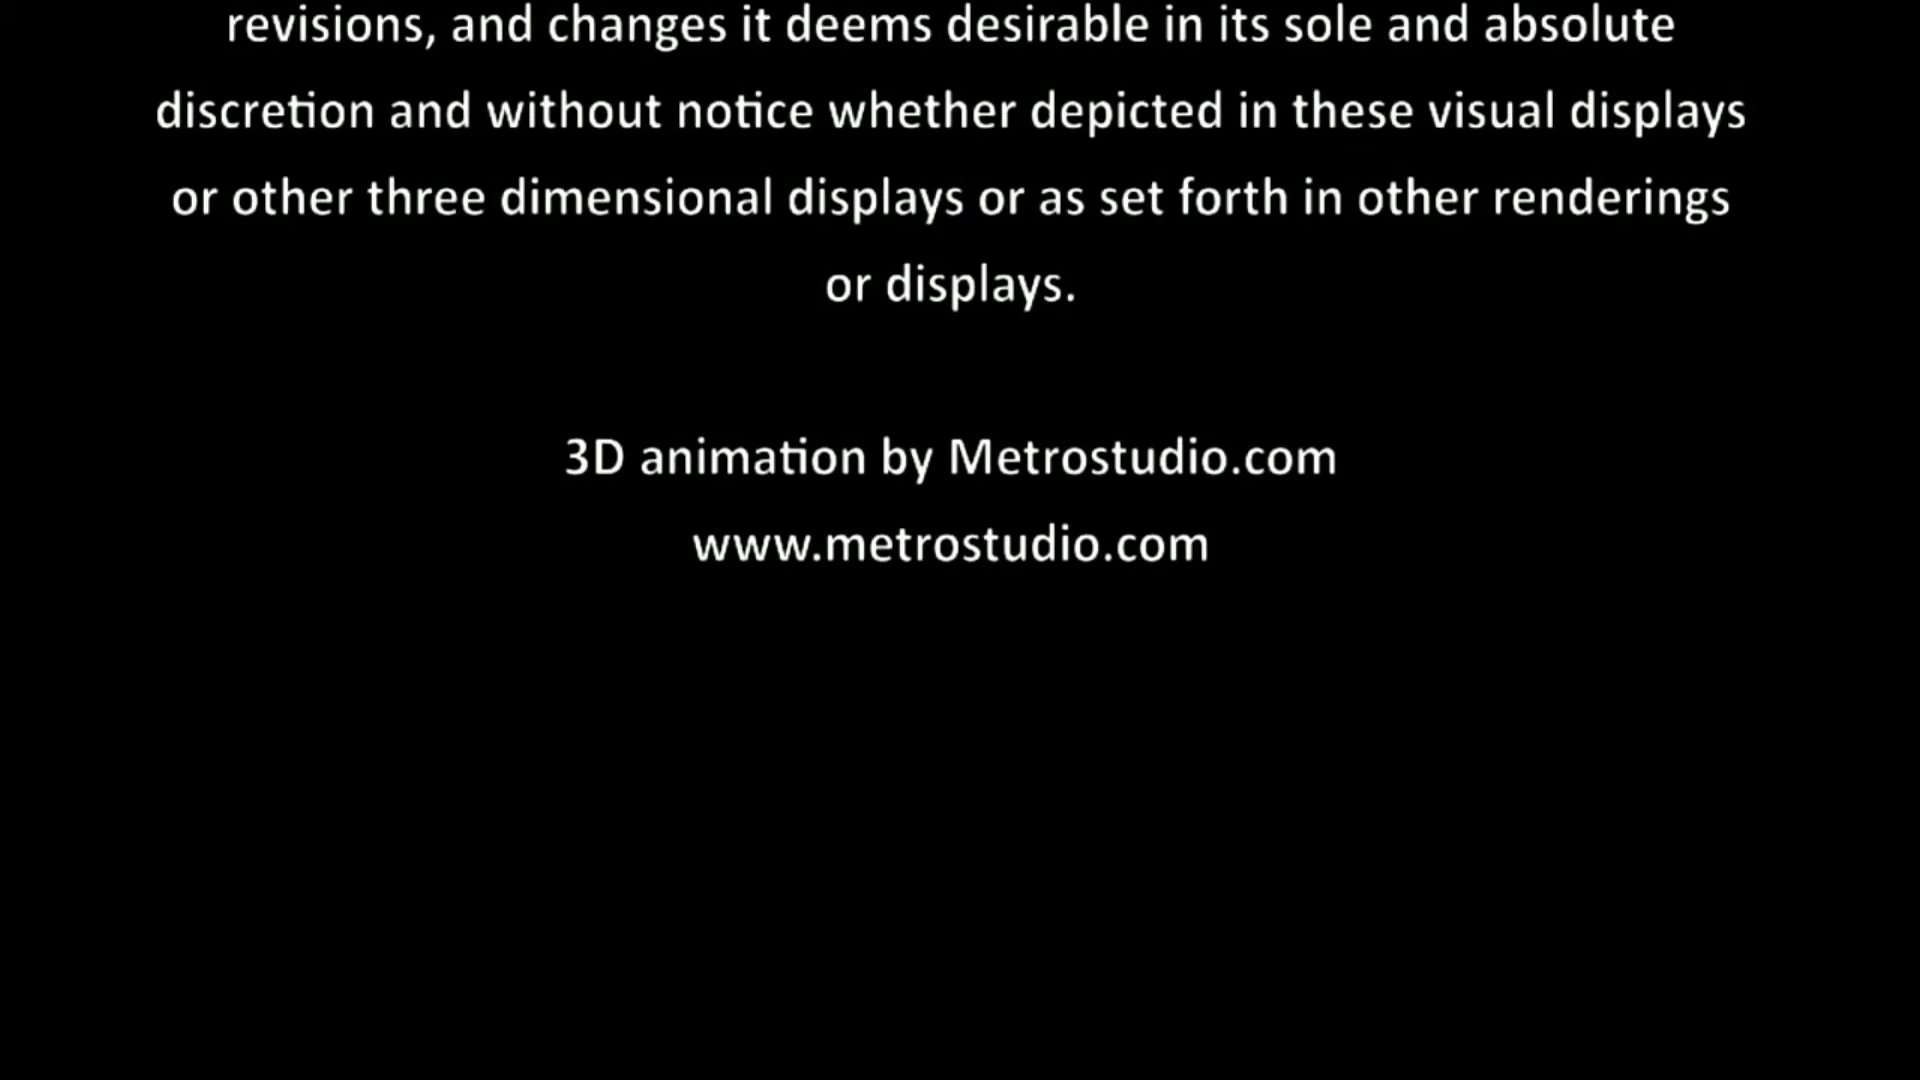 revisions, and changes it deems desirable in its sole and absolute
discretion and without notice whether depicted in these visual displays
or other three dimensional displays or as set forth in other renderings
or displays.
3D animation by Metrostudio.com
www.metrostudio.com